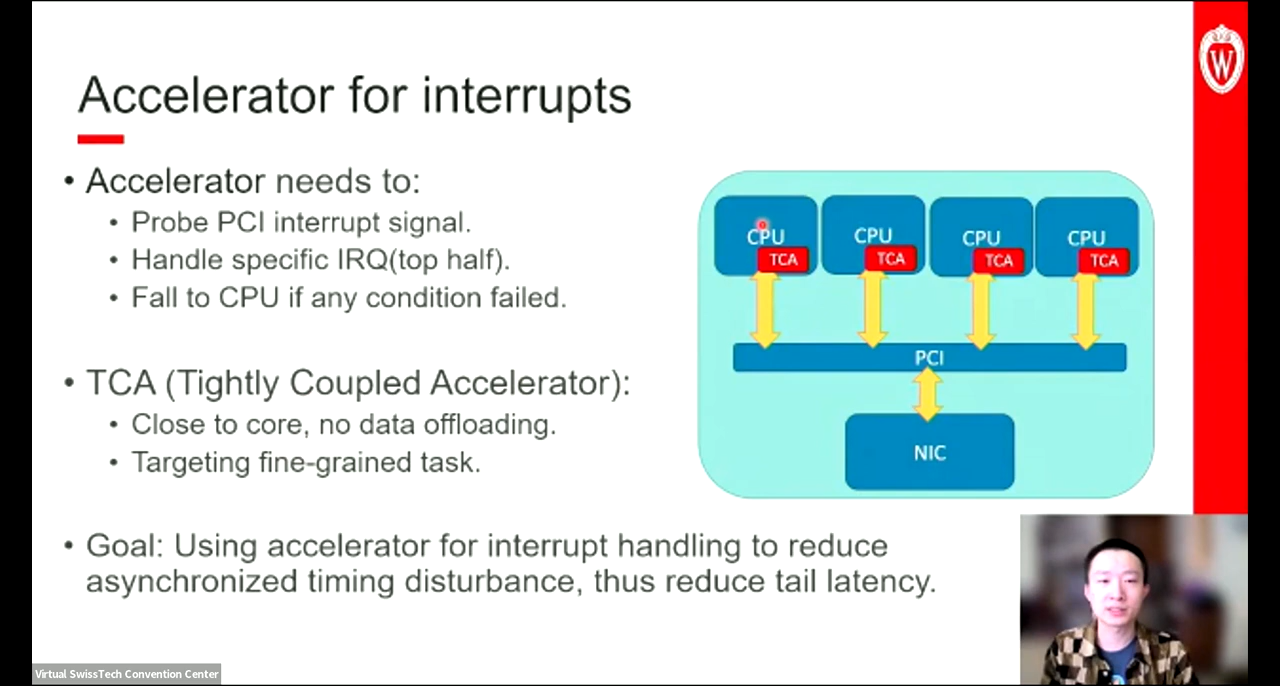 W
Accelerator for interrupts
• Accelerator needs to:
• Probe PCI interrupt signal.
• Handle specific IRQ(top half).
• Fall to CPU if any condition failed.
• TCA (Tightly Coupled Accelerator):
• Close to core, no data offloading.
• Targeting fine-grained task.
• Goal: Using accelerator for interrupt handling to reduce
asynchronized timing disturbance, thus reduce tail latency.
CPU CPU CPU CPU
TCA TCA TCA TCA
PCI
NIC
Virtual SwissTech Convention Center